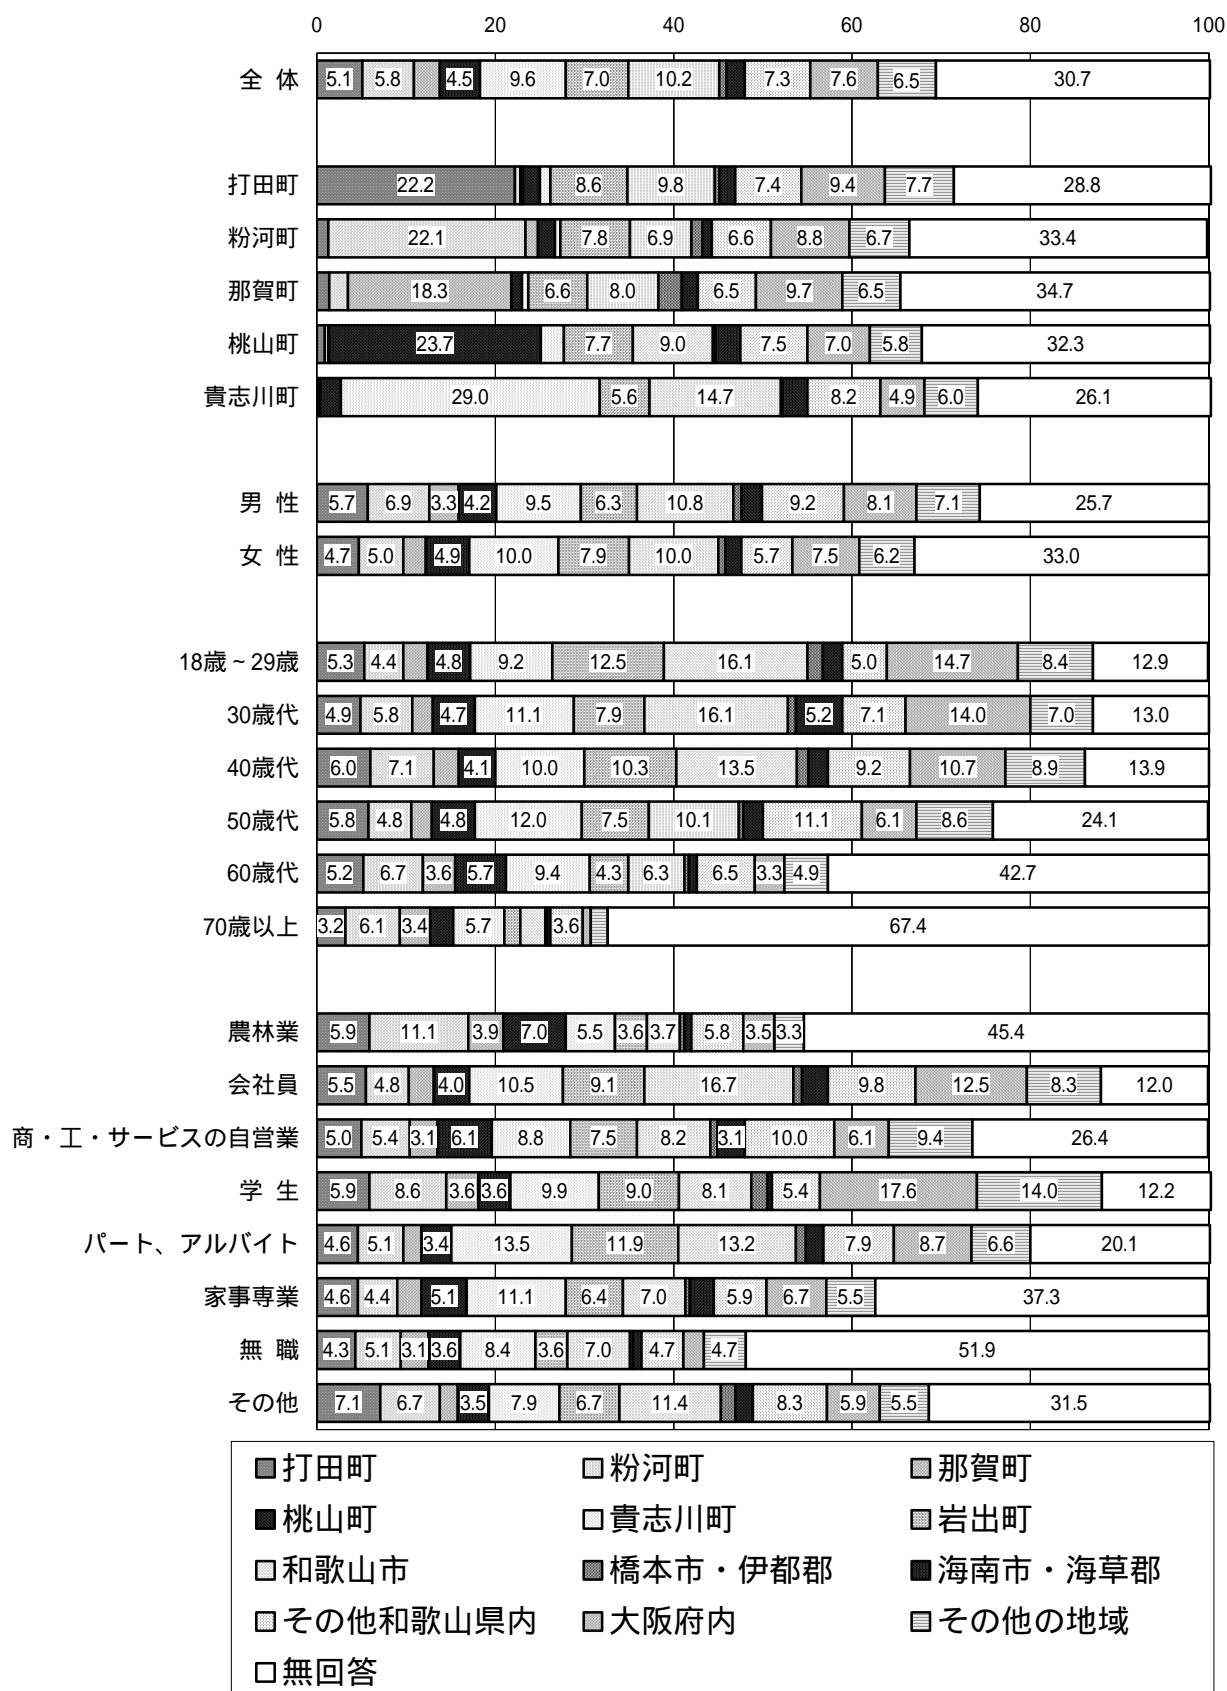 0 20 40 60 80 100
全 体 5.1 5.8 4.5 9.6 7.0 10.2 7.3 7.6 6.5 30.7
打田町 22.2 8.6 9.8 7.4 9.4 7.7 28.8
粉河町 22.1 7.8 6.9 6.6 8.8 6.7 33.4
那賀町 18.3 6.6 8.0 6.5 9.7 6.5 34.7
桃山町 23.7 7.7 9.0 7.5 7.0 5.8 32.3
貴志川町 29.0 5.6 14.7 8.2 4.9 6.0 26.1
男 性 5.7 6.9 3.3 4.2 9.5 6.3 10.8 9.2 8.1 7.1 25.7
女 性 4.7 5.0 4.9 10.0 7.9 10.0 5.7 7.5 6.2 33.0
18歳~29歳 5.3 4.4 4.8 9.2 12.5 16.1 5.0 14.7 8.4 12.9
30歳代 4.9 5.8 4.7 11.1 7.9 16.1 5.2 7.1 14.0 7.0 13.0
40歳代 6.0 7.1 4.1 10.0 10.3 13.5 9.2 10.7 8.9 13.9
50歳代 5.8 4.8 4.8 12.0 7.5 10.1 11.1 6.1 8.6 24.1
60歳代 5.2 6.7 3.6 5.7 9.4 4.3 6.3 6.5 3.3 4.9 42.7
70歳以上 3.2 6.1 3.4 5.7 3.6 67.4
農林業 5.9 11.1 3.9 7.0 5.5 3.6 3.7 5.8 3.5 3.3 45.4
会社員 5.5 4.8 4.0 10.5 9.1 16.7 9.8 12.5 8.3 12.0
商・工・サービスの自営業 5.0 5.4 3.1 6.1 8.8 7.5 8.2 3.1 10.0 6.1 9.4 26.4
学 生 5.9 8.6 3.6 3.6 9.9 9.0 8.1 5.4 17.6 14.0 12.2
パート、アルバイト 4.6 5.1 3.4 13.5 11.9 13.2 7.9 8.7 6.6 20.1
家事専業 4.6 4.4 5.1 11.1 6.4 7.0 5.9 6.7 5.5 37.3
無 職 4.3 5.1 3.1 3.6 8.4 3.6 7.0 4.7 4.7 51.9
その他 7.1 6.7 3.5 7.9 6.7 11.4 8.3 5.9 5.5 31.5
打田町 粉河町 那賀町
桃山町 貴志川町 岩出町
和歌山市 橋本市・伊都郡 海南市・海草郡
その他和歌山県内 大阪府内 その他の地域
無回答